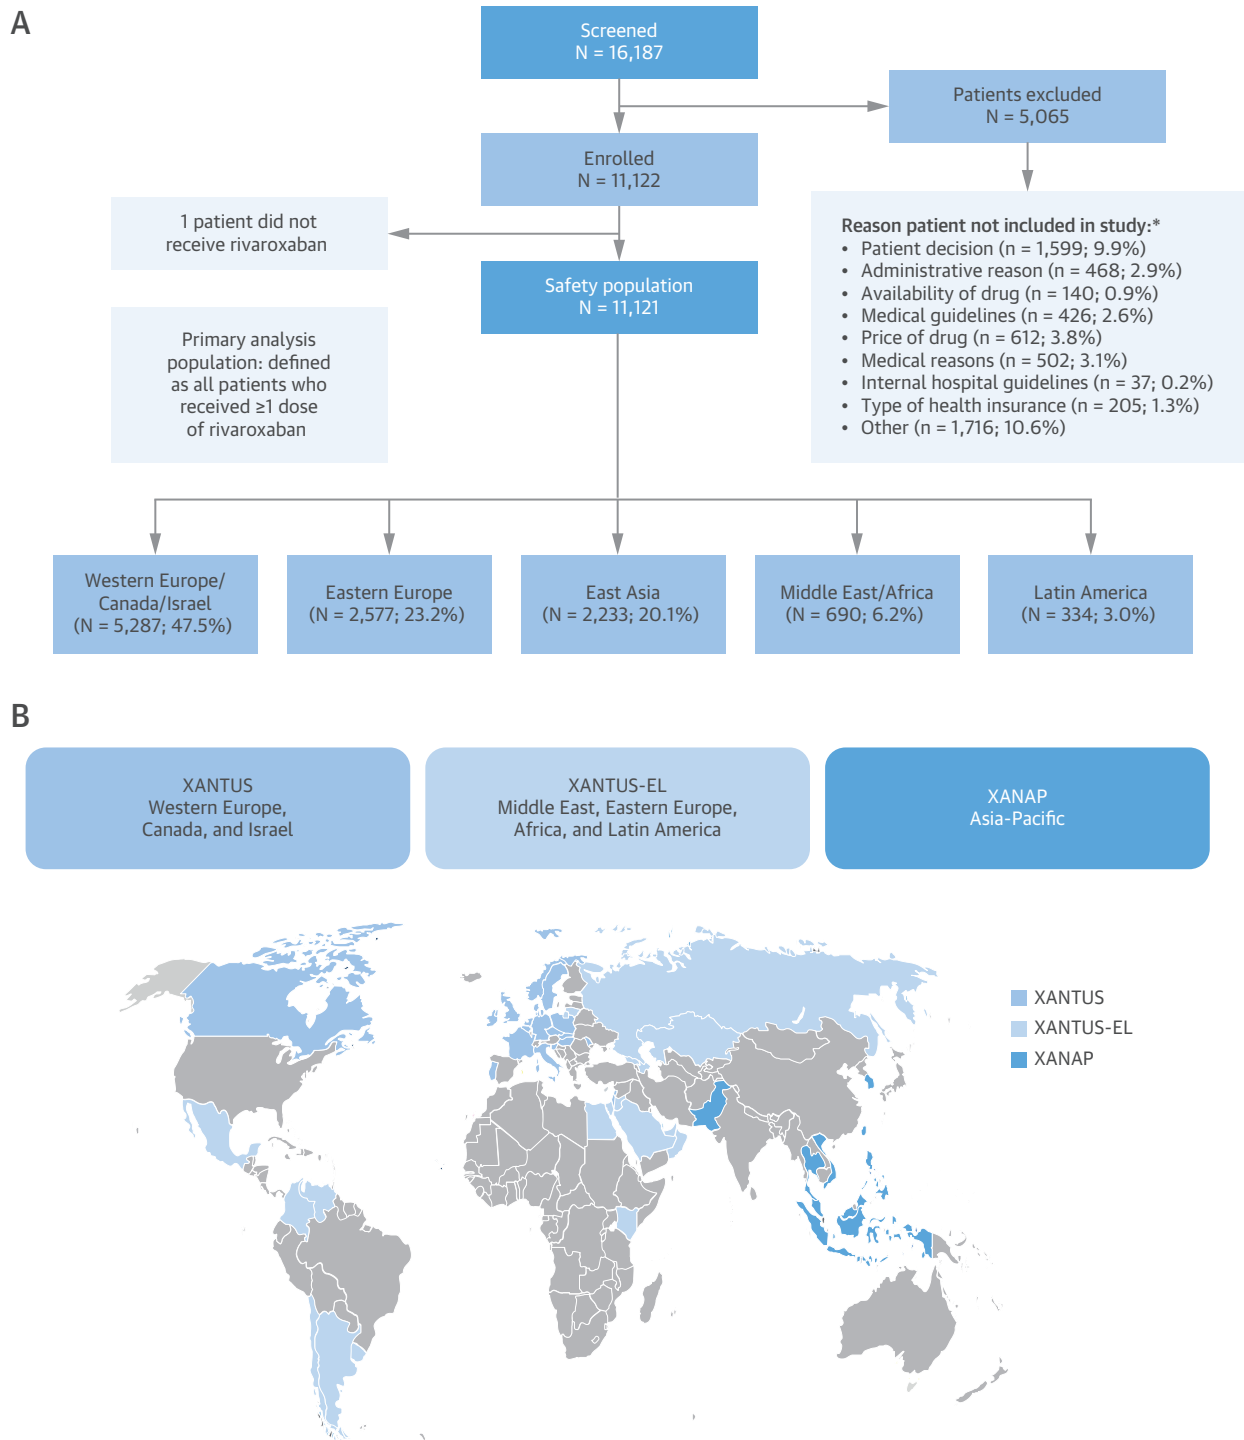 A
Screened
N = 16,187
Patients excluded
N = 5,065
Enrolled
N = 11,122
1 patient did not
receive rivaroxaban
Reason patient not included in study:*
• Patient decision (n = 1,599; 9.9%)
• Administrative reason (n = 468; 2.9%)
• Availability of drug (n = 140; 0.9%)
• Medical guidelines (n = 426; 2.6%)
• Price of drug (n = 612; 3.8%)
• Medical reasons (n = 502; 3.1%)
• Internal hospital guidelines (n = 37; 0.2%)
• Type of health insurance (n = 205; 1.3%)
• Other (n = 1,716; 10.6%)
Safety population
N = 11,121
Primary analysis
population: defined
as all patients who
received ≥1 dose
of rivaroxaban
Western Europe/
Canada/Israel
(N = 5,287; 47.5%)
Eastern Europe
(N = 2,577; 23.2%)
East Asia
(N = 2,233; 20.1%)
Middle East/Africa
(N = 690; 6.2%)
Latin America
(N = 334; 3.0%)
B
XANTUS
Western Europe,
Canada, and Israel
XANTUS-EL
Middle East, Eastern Europe,
Africa, and Latin America
XANAP
Asia-Pacific
XANTUS
XANTUS-EL
XANAP